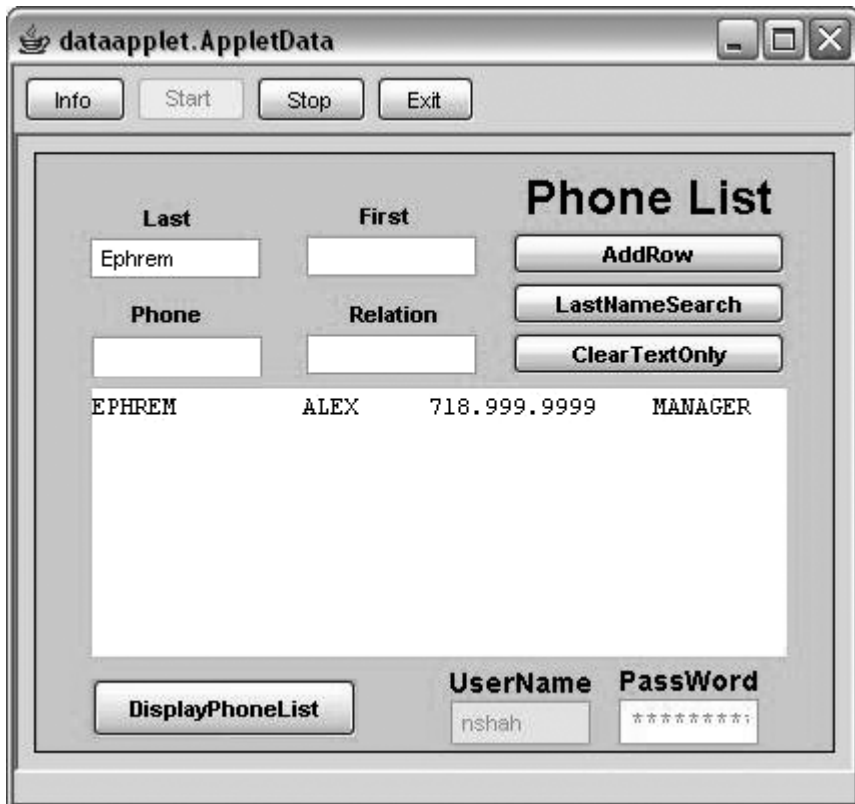 dataapplet.AppletData
Info Start Stop Exit
Phone List
Last First
Ephrem
AddRow
Phone Relation
LastNameSearch
ClearTextOnly
EPHREM ALEX 718.999.9999 MANAGER
DisplayPhoneList
UserName PassWord
nshah *********